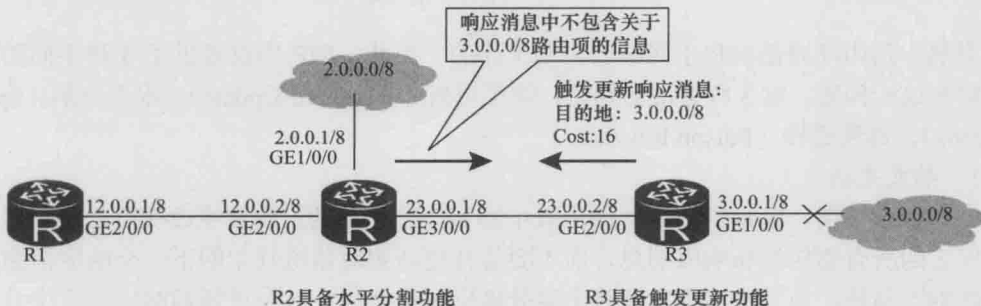 响应消息中不包含关于
3.0.0.0/8路由项的信息
2.0.0.0/8
触发更新响应消息:
目的地: 3.0.0.0/8
Cost:16
2.0.0.1/8
GE1/0/0
12.0.0.1/8
GE2/0/0
12.0.0.2/8
GE2/0/0
23.0.0.1/8
GE3/0/0
23.0.0.2/8
GE2/0/0
3.0.0.1/8
GE1/0/0
3.0.0.0/8
R
R
R
R1
R2
R3
R2具备水平分割功能
R3具备触发更新功能